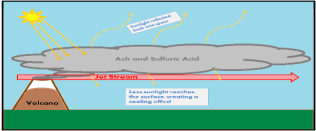 Sunlight reflected
back into space
Ash and Sulfuric Acid
Jet Stream
Less sunlight reaches
the surface creating a
cooling effect
Volcano